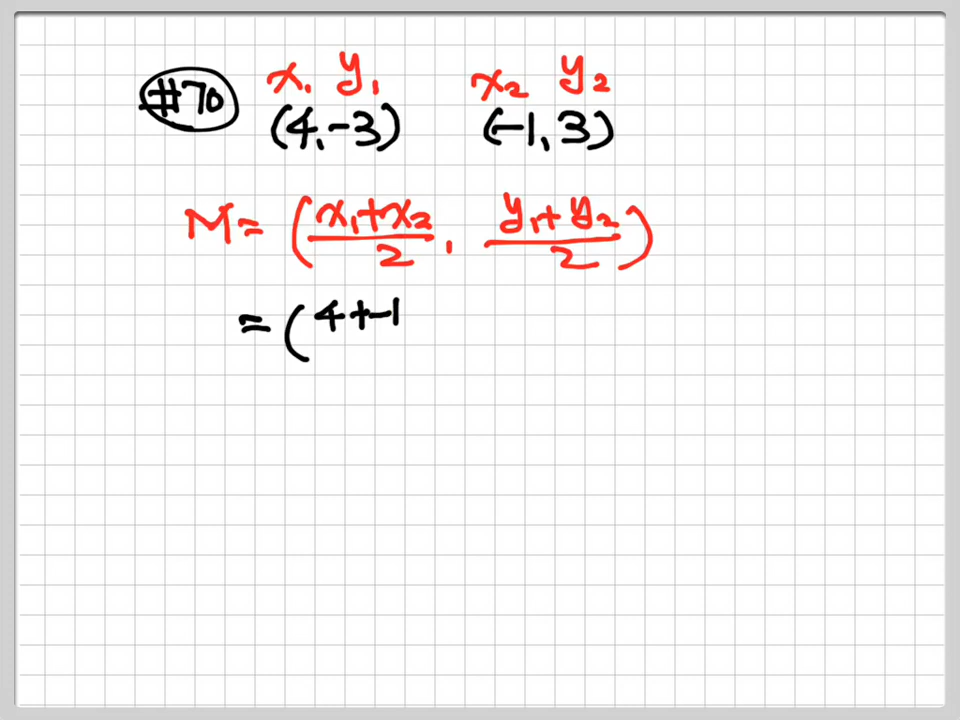 #70 x₁ y₁ x₂ y₂
(4,-3) (-1,3)
M= (x₁+x₂/2, y₁+y₂/2)
= (4+-1